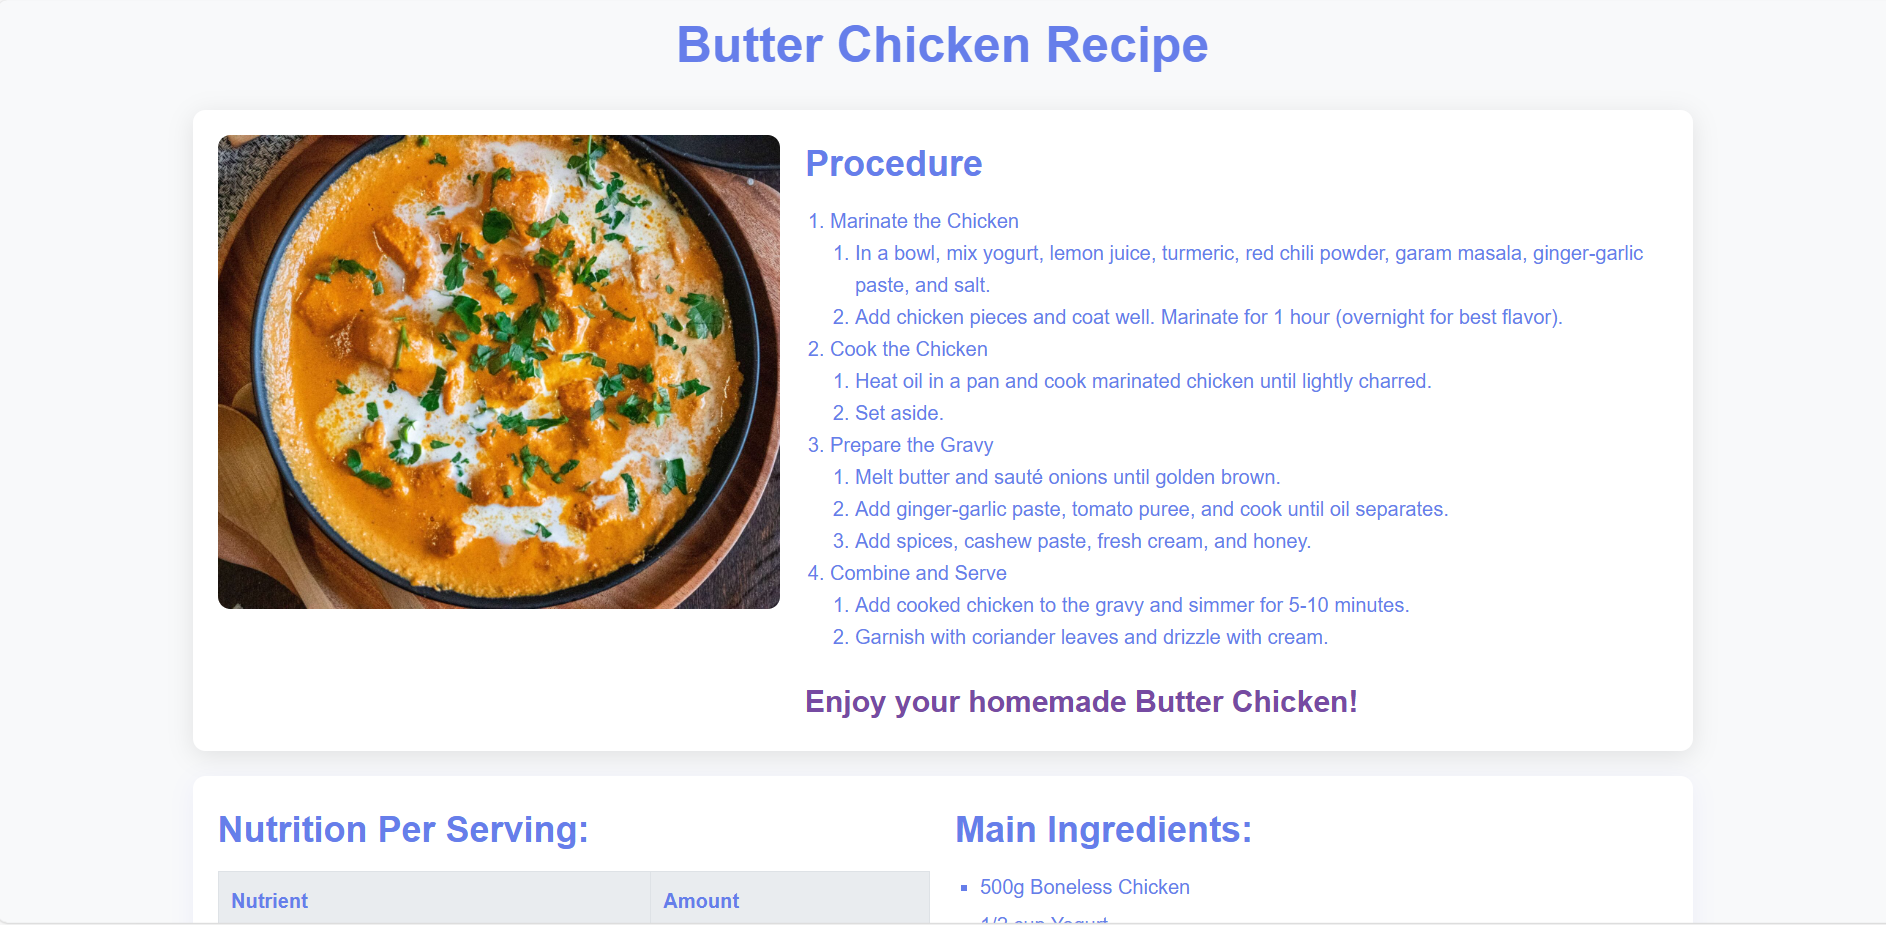 Butter Chicken Recipe
Procedure
1. Marinate the Chicken
1. In a bowl, mix yogurt, lemon juice, turmeric, red chili powder, garam masala, ginger-garlic
paste, and salt.
2. Add chicken pieces and coat well. Marinate for 1 hour (overnight for best flavor).
2. Cook the Chicken
1. Heat oil in a pan and cook marinated chicken until lightly charred.
2. Set aside.
3. Prepare the Gravy
1. Melt butter and sauté onions until golden brown.
2. Add ginger-garlic paste, tomato puree, and cook until oil separates.
3. Add spices, cashew paste, fresh cream, and honey.
4. Combine and Serve
1. Add cooked chicken to the gravy and simmer for 5-10 minutes.
2. Garnish with coriander leaves and drizzle with cream.
Enjoy your homemade Butter Chicken!
Nutrition Per Serving:
Nutrient Amount
Main Ingredients:
500g Boneless Chicken
1/2 cup Yogurt